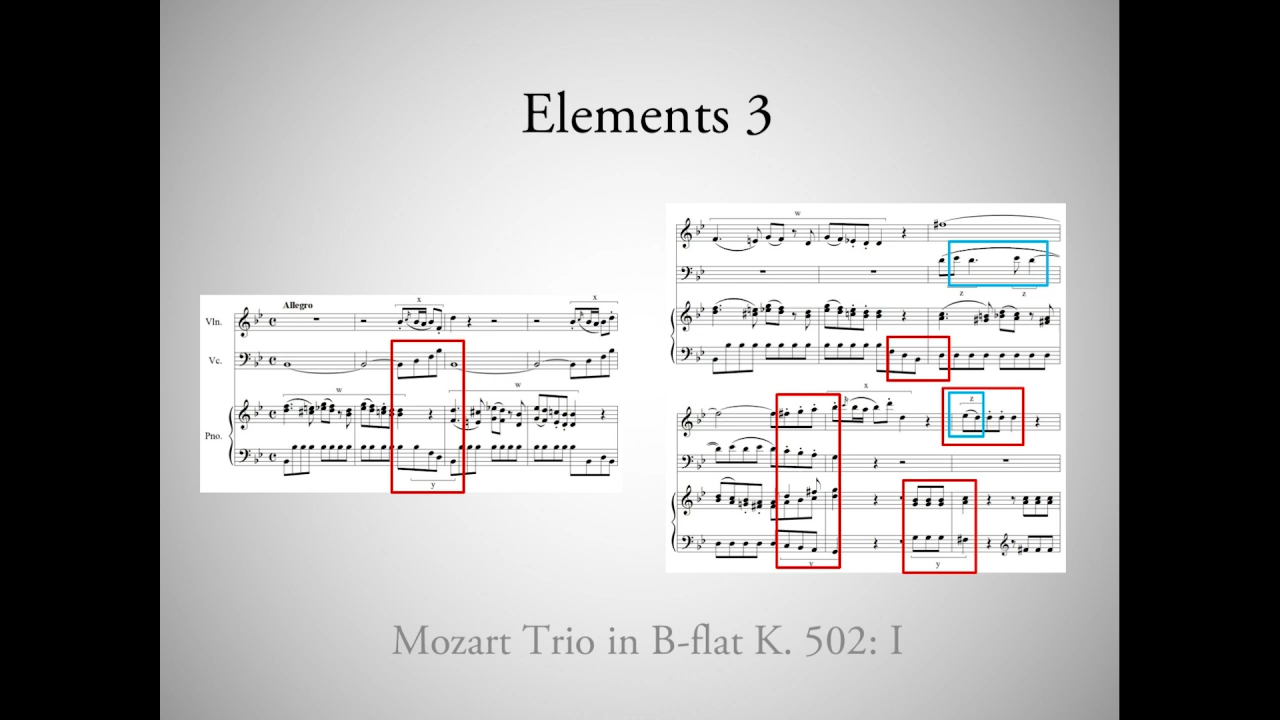 Elements 3
Allegro
x
x
Vln.
Vc.
w
w
Pno.
y
w
z
z
x
z
y
y
Mozart Trio in B-flat K. 502: I